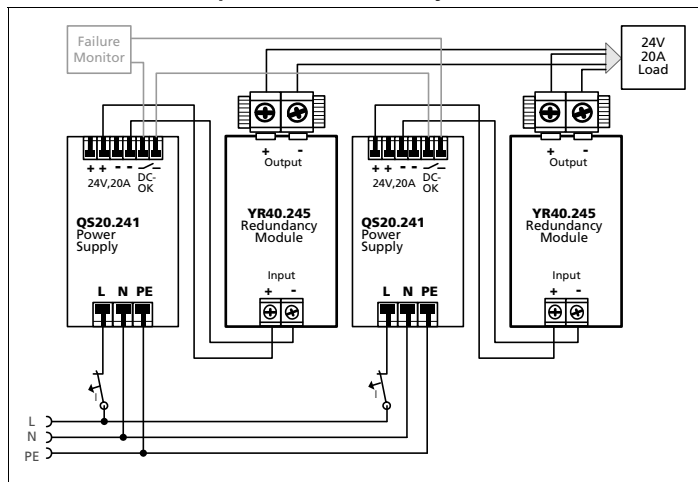 Failure
Monitor
24V
20A
Load
+ + - -
DC-
OK
24V,20A
QS20.241
Power
Supply
L N PE
+ -
Output
YR40.245
Redundancy
Module
Input
+ -
+ + - -
DC-
OK
24V,20A
QS20.241
Power
Supply
L N PE
+ -
Output
YR40.245
Redundancy
Module
Input
+ -
I
I
L
N
PE